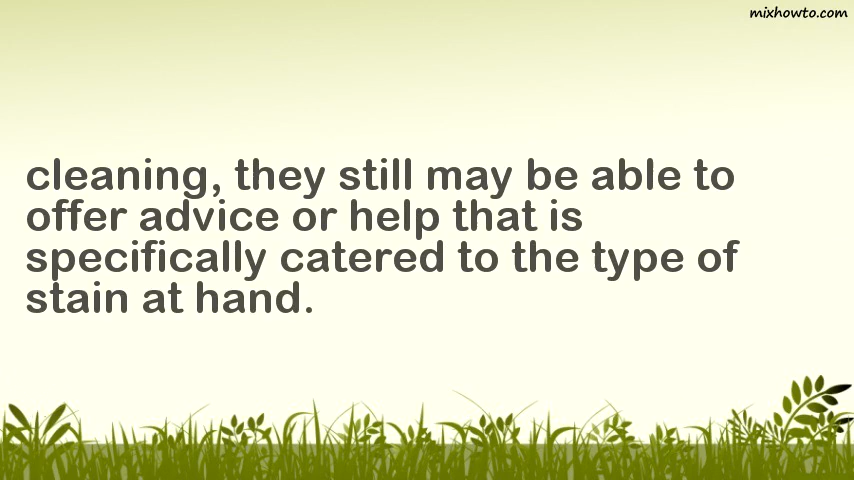 mixhowto.com
cleaning, they still may be able to
offer advice or help that is
specifically catered to the type of
stain at hand.